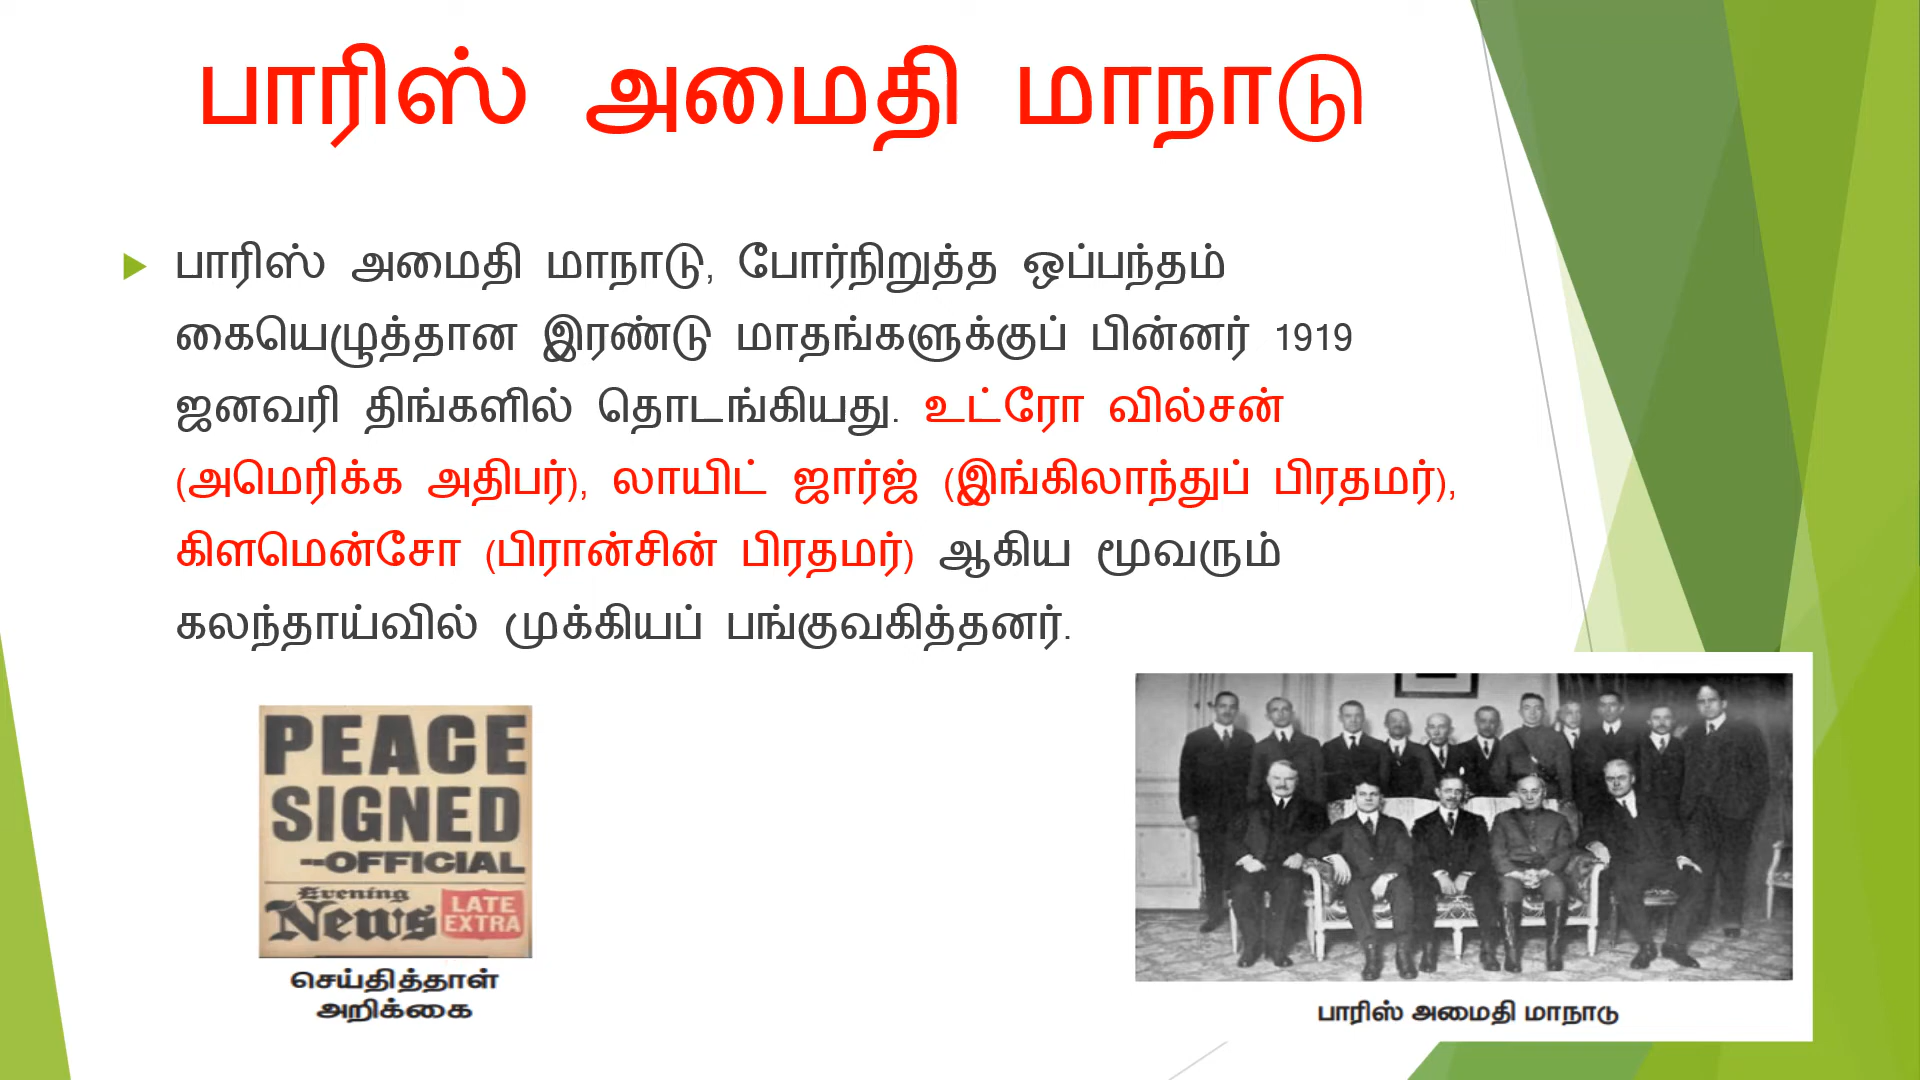 பாரிஸ் அமைதி மாநாடு
பாரிஸ் அமைதி மாநாடு, போர்நிறுத்த ஒப்பந்தம்
கையெழுத்தான இரண்டு மாதங்களுக்குப் பின்னர் 1919
ஜனவரி திங்களில் தொடங்கியது. உட்ரோ வில்சன்
(அமெரிக்க அதிபர்), லாயிட் ஜார்ஜ் (இங்கிலாந்துப் பிரதமர்),
கிளமென்சோ (பிரான்சின் பிரதமர்) ஆகிய மூவரும்
கலந்தாய்வில் முக்கியப் பங்குவகித்தனர்.
PEACE
SIGNED
--OFFICIAL
Evening
News
LATE
EXTRA
செய்தித்தாள்
அறிக்கை
பாரிஸ் அமைதி மாநாடு